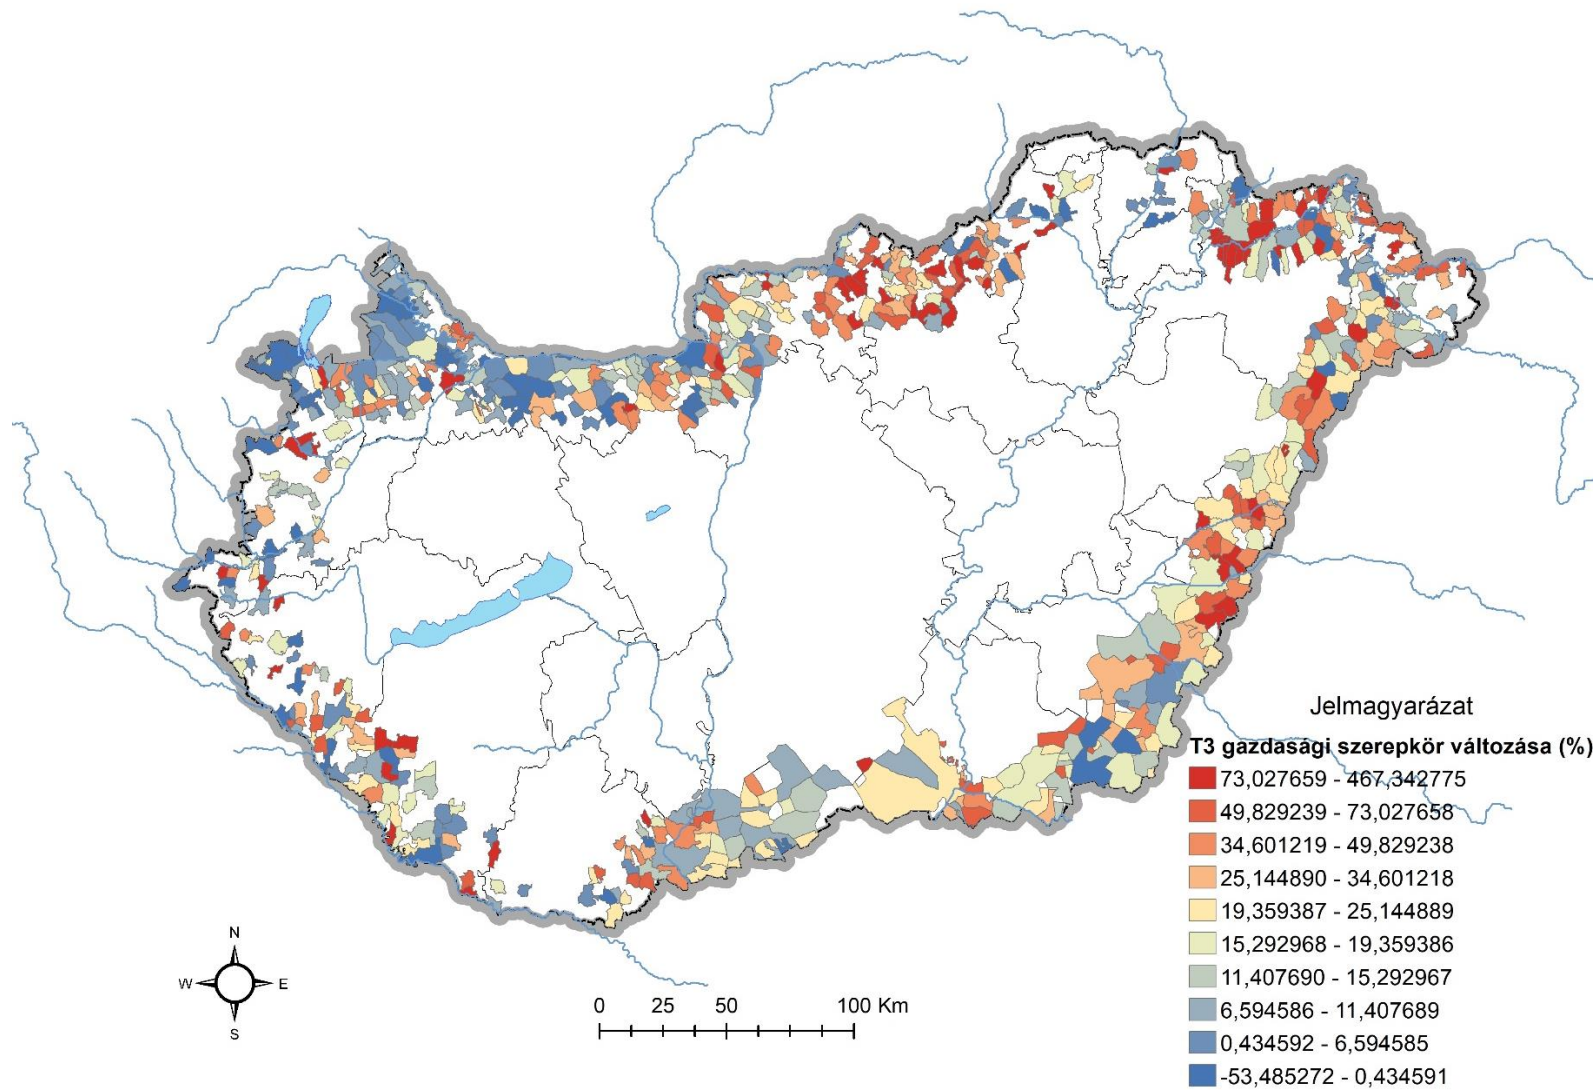 Jelmagyarázat
T3 gazdasági szerepkör változása (%)
73,027659 - 467,342775
49,829239 - 73,027658
34,601219 - 49,829238
25,144890 - 34,601218
19,359387 - 25,144889
15,292968 - 19,359386
11,407690 - 15,292967
6,594586 - 11,407689
0,434592 - 6,594585
-53,485272 - 0,434591
N
W E
S
0 25 50 100 Km